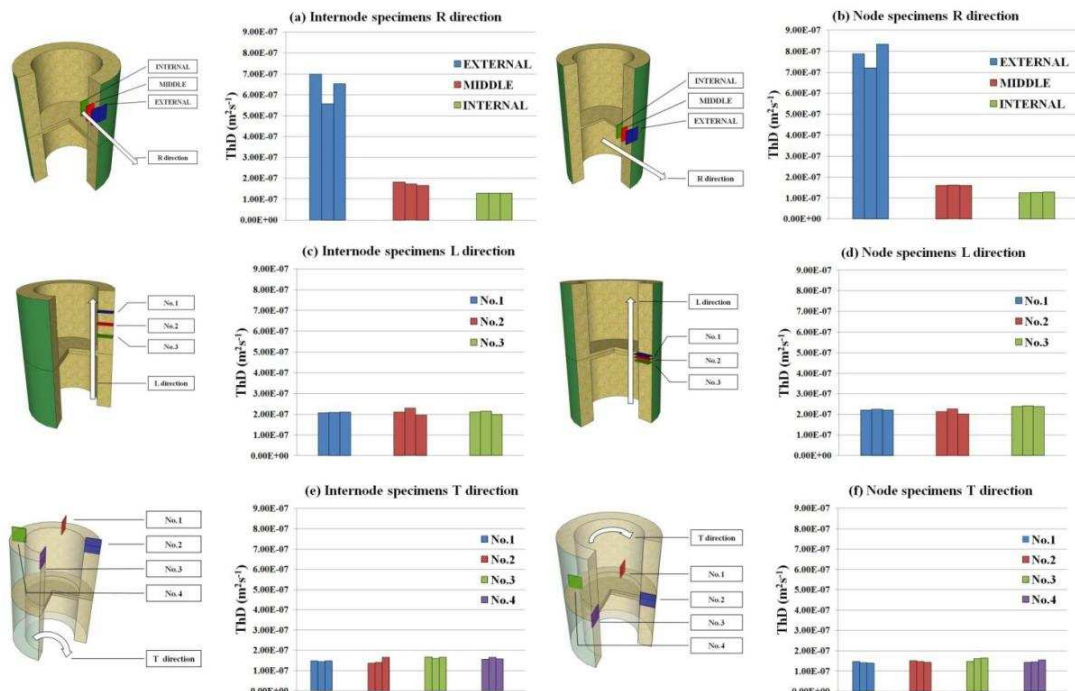 (a) Internode specimens R direction
INTERNAL
MIDDLE
EXTERNAL
R direction
ThD (m²s⁻¹)
9.00E-07
8.00E-07
7.00E-07
6.00E-07
5.00E-07
4.00E-07
3.00E-07
2.00E-07
1.00E-07
0.00E+00
EXTERNAL
MIDDLE
INTERNAL
(b) Node specimens R direction
INTERNAL
MIDDLE
EXTERNAL
R direction
ThD (m²s⁻¹)
9.00E-07
8.00E-07
7.00E-07
6.00E-07
5.00E-07
4.00E-07
3.00E-07
2.00E-07
1.00E-07
0.00E+00
EXTERNAL
MIDDLE
INTERNAL
(c) Internode specimens L direction
No.1
No.2
No.3
L direction
ThD (m²s⁻¹)
9.00E-07
8.00E-07
7.00E-07
6.00E-07
5.00E-07
4.00E-07
3.00E-07
2.00E-07
1.00E-07
0.00E+00
No.1
No.2
No.3
(d) Node specimens L direction
L direction
No.1
No.2
No.3
ThD (m²s⁻¹)
9.00E-07
8.00E-07
7.00E-07
6.00E-07
5.00E-07
4.00E-07
3.00E-07
2.00E-07
1.00E-07
0.00E+00
No.1
No.2
No.3
(e) Internode specimens T direction
No.1
No.2
No.3
No.4
T direction
ThD (m²s⁻¹)
9.00E-07
8.00E-07
7.00E-07
6.00E-07
5.00E-07
4.00E-07
3.00E-07
2.00E-07
1.00E-07
0.00E+00
No.1
No.2
No.3
No.4
(f) Node specimens T direction
T direction
No.1
No.2
No.3
No.4
ThD (m²s⁻¹)
9.00E-07
8.00E-07
7.00E-07
6.00E-07
5.00E-07
4.00E-07
3.00E-07
2.00E-07
1.00E-07
0.00E+00
No.1
No.2
No.3
No.4